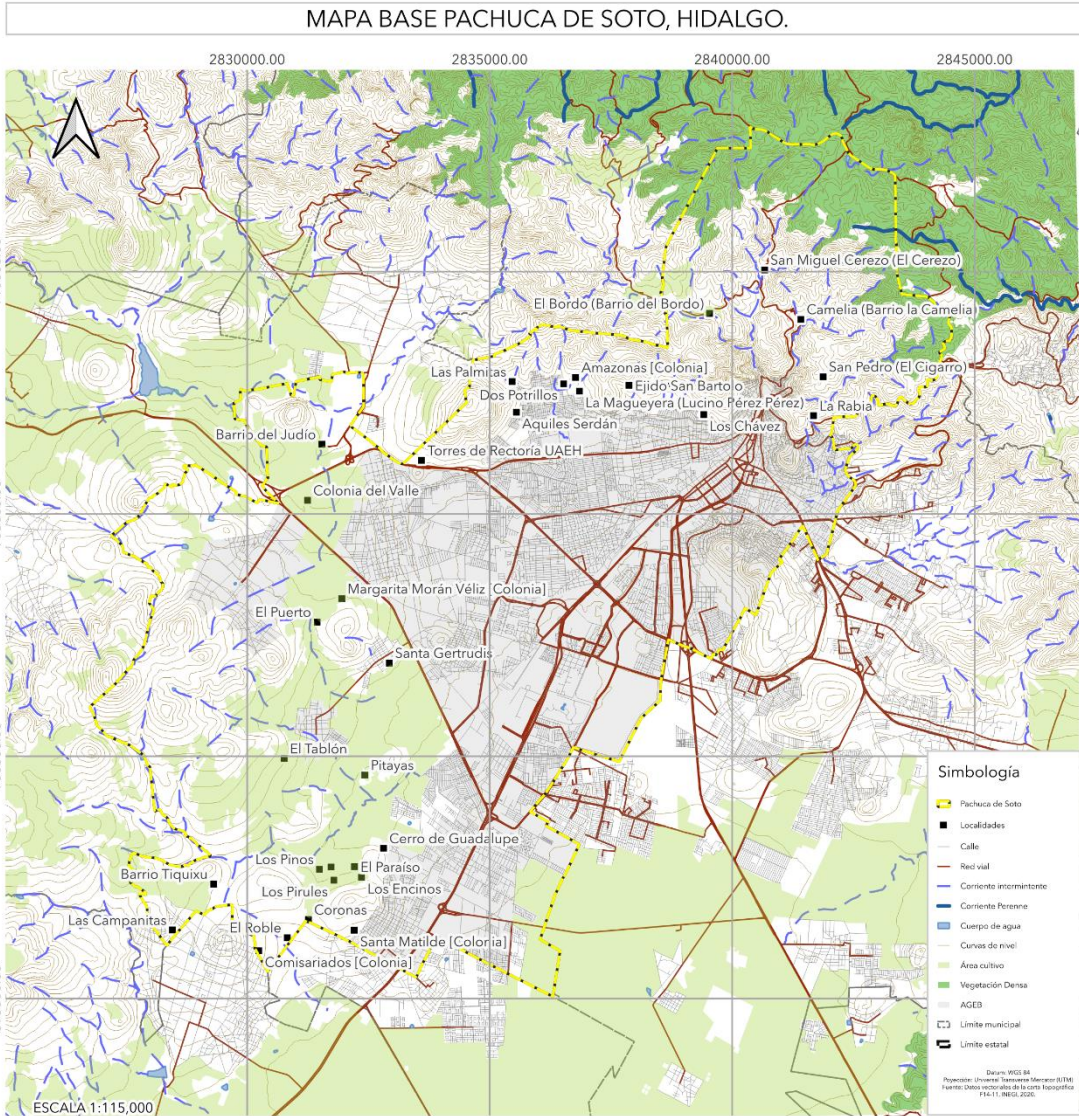 MAPA BASE PACHUCA DE SOTO, HIDALGO.
2830000.00
2835000.00
2840000.00
2845000.00
San Miguel Cerezo (El Cerezo)
El Bordo (Barrio del Bordo)
Camelia (Barrio la Camelia)
Las Palmitas
Amazonas [Colonia]
San Pedro (El Cigarro)
Dos Potrillos
Ejido San Bartolo
La Magueyera (Lucino Pérez Pérez)
La Rabia
Aquiles Serdán
Los Chávez
Barrio del Judío
Torres de Rectoría UAEH
Colonia del Valle
Margarita Morán Véliz [Colonia]
El Puerto
Santa Gertrudis
El Tablón
Pitayas
Cerro de Guadalupe
Los Pinos
El Paraíso
Barrio Tiquixu
Los Pirules
Los Encinos
Coronas
Las Campanitas
El Roble
Santa Matilde [Colonia]
Comisariados [Colonia]
Simbología
Pachuca de Soto
Localidades
Calle
Red vial
Corriente intermintente
Corriente Perenne
Cuerpo de agua
Curvas de nivel
Área cultivo
Vegetación Densa
AGEB
Límite municipal
Límite estatal
Datum: WGS 84
Proyección: Universal Transverse Mercator (UTM)
Fuente: Datos vectoriales de la carta topográfica
F14-11, INEGI, 2020.
ESCALA 1:115,000